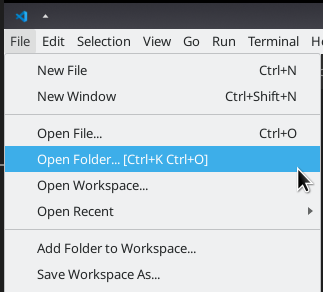 File Edit Selection View Go Run Terminal
New File Ctrl+N
New Window Ctrl+Shift+N
Open File... Ctrl+O
Open Folder... [Ctrl+K Ctrl+O]
Open Workspace...
Open Recent
Add Folder to Workspace...
Save Workspace As...